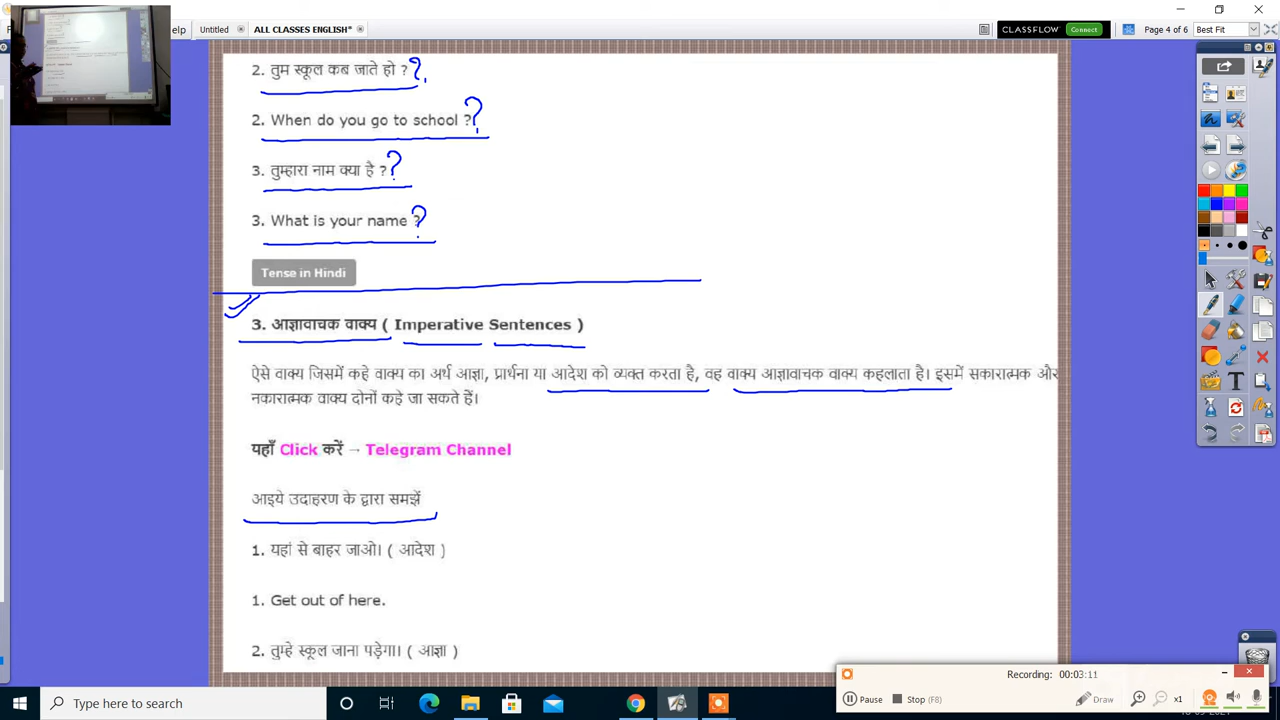 elp
Untitled
ALL CLASSES ENGLISH*
CLASSFLOW
Connect
Page 4 of 6
Best Fit
2. तुम स्कूल कब जाते हो ? ?
2. When do you go to school ? ?
3. तुम्हारा नाम क्या है ? ?
3. What is your name ? ?
Tense in Hindi
3. आज्ञावाचक वाक्य ( Imperative Sentences )
ऐसे वाक्य जिसमें कहे वाक्य का अर्थ आज्ञा, प्रार्थना या आदेश को व्यक्त करता है, वह वाक्य आज्ञावाचक वाक्य कहलाता है। इसमें सकारात्मक और
नकारात्मक वाक्य दोनों कहे जा सकते हें।
यहाँ Click करें → Telegram Channel
आइये उदाहरण के द्वारा समझें
1. यहां से बाहर जाओ। ( आदेश )
1. Get out of here.
2. तुम्हे स्कूल जाना पड़ेगा। ( आज्ञा )
Recording: 00:03:11
Pause
Stop (F8)
Draw
x1
Type here to search